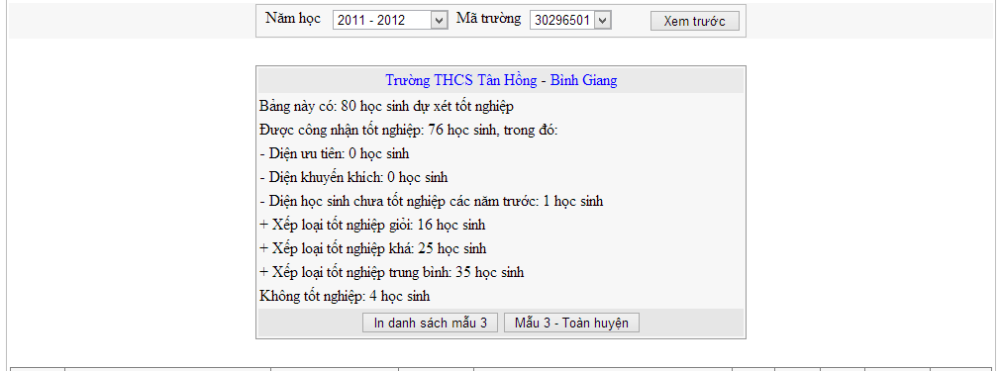 Năm học 2011 - 2012 Mã trường 30296501 Xem trước
Trường THCS Tân Hồng - Bình Giang
Bảng này có: 80 học sinh dự xét tốt nghiệp
Được công nhận tốt nghiệp: 76 học sinh, trong đó:
- Diện ưu tiên: 0 học sinh
- Diện khuyến khích: 0 học sinh
- Diện học sinh chưa tốt nghiệp các năm trước: 1 học sinh
+ Xếp loại tốt nghiệp giỏi: 16 học sinh
+ Xếp loại tốt nghiệp khá: 25 học sinh
+ Xếp loại tốt nghiệp trung bình: 35 học sinh
Không tốt nghiệp: 4 học sinh
In danh sách mẫu 3 Mẫu 3 - Toàn huyện